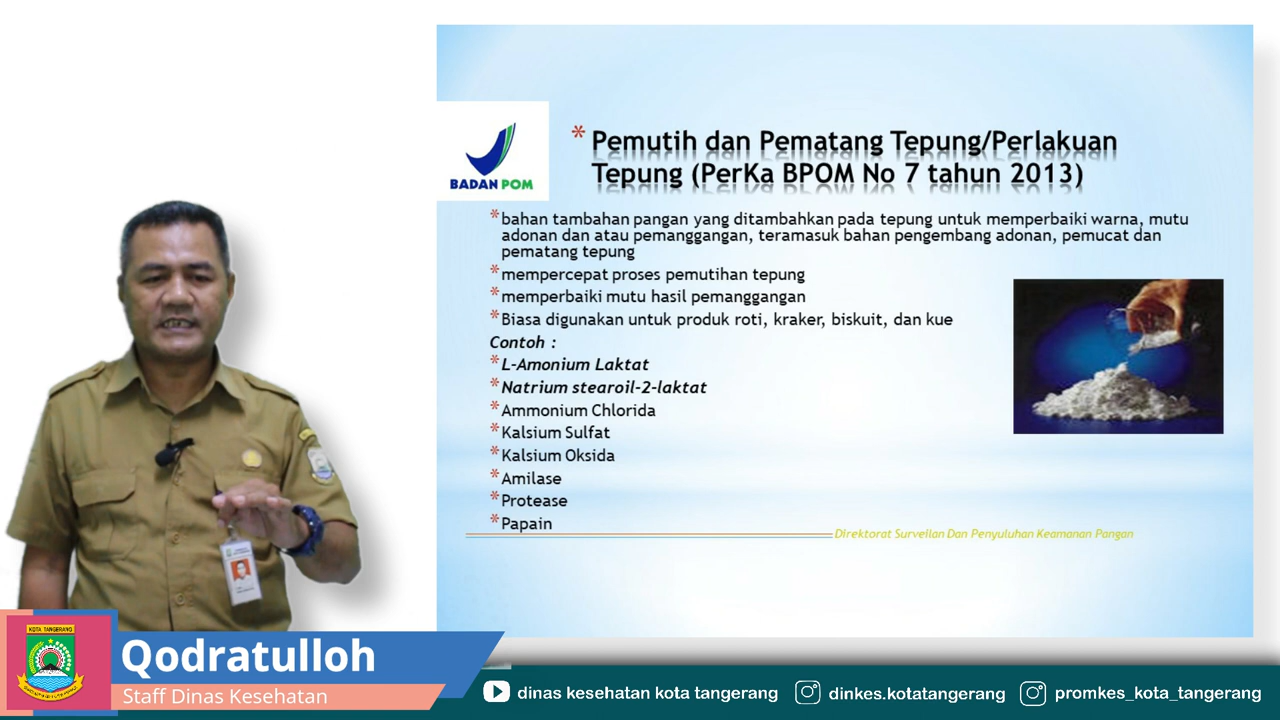 BADAN POM
* Pemutih dan Pematang Tepung/Perlakuan
Tepung (PerKa BPOM No 7 tahun 2013)
* bahan tambahan pangan yang ditambahkan pada tepung untuk memperbaiki warna, mutu
adonan dan atau pemanggangan, teramasuk bahan pengembang adonan, pemucat dan
pematang tepung
* mempercepat proses pemutihan tepung
* memperbaiki mutu hasil pemanggangan
* Biasa digunakan untuk produk roti, kraker, biskuit, dan kue
Contoh :
* L-Amonium Laktat
* Natrium stearoil-2-laktat
* Ammonium Chlorida
* Kalsium Sulfat
* Kalsium Oksida
* Amilase
* Protease
* Papain
Direktorat Surveilan Dan Penyuluhan Keamanan Pangan
KOTA TANGERANG
Qodratulloh
Staff Dinas Kesehatan
dinas kesehatan kota tangerang
dinkes.kotatangerang
promkes_kota_tangerang